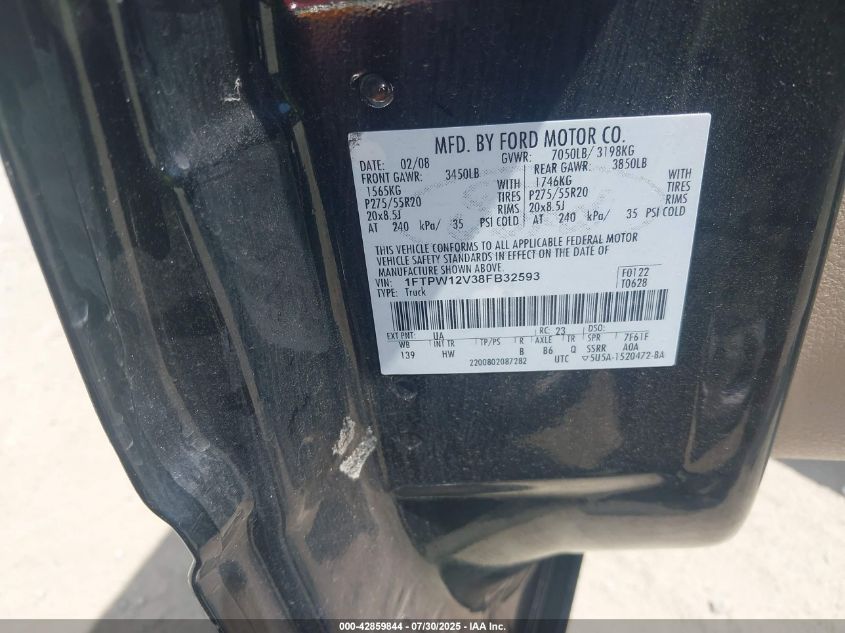 MFD. BY FORD MOTOR CO.
DATE: 02/08 GVWR: 7050LB/ 3198KG
FRONT GAWR: 3450LB REAR GAWR: 3850LB
1565KG WITH 1746KG WITH
P275/55R20 TIRES P275/55R20 TIRES
20x8.5J RIMS 20x8.5J RIMS
AT 240 kPa/ 35 PSI COLD AT 240 kPa/ 35 PSI COLD
THIS VEHICLE CONFORMS TO ALL APPLICABLE FEDERAL MOTOR
VEHICLE SAFETY STANDARDS IN EFFECT ON THE DATE OF
MANUFACTURE SHOWN ABOVE.
VIN: 1FTPW12V38FB32593 F0122
TYPE: Truck T0628
EXT PNT: UA RC: 23 DSO:
WB INT TR TP/PS R AXLE TR SPR 7F61F
139 HW B B6 Q SSRR A0A
2200802087282 UTC ▽5U5A-1520472-BA
000-42859844 | 07/30/2025 - IAA Inc.